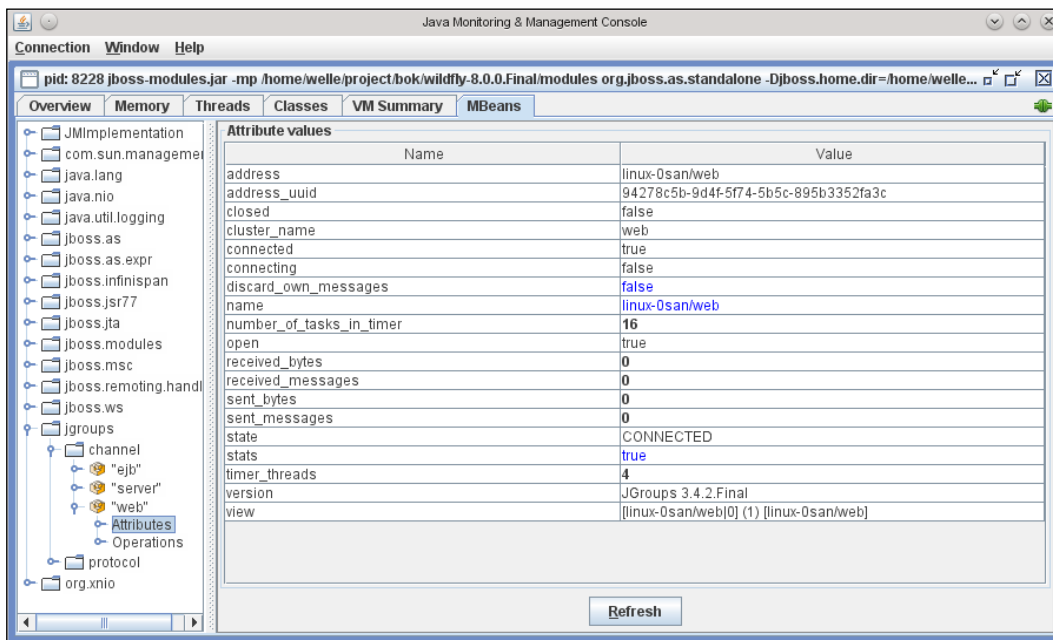 Java Monitoring & Management Console
Connection Window Help
pid: 8228 jboss-modules.jar -mp /home/welle/project/bok/wildfly-8.0.0.Final/modules org.jboss.as.standalone -Djboss.home.dir=/home/welle...
Overview Memory Threads Classes VM Summary MBeans
JMImplementation
com.sun.managemer
java.lang
java.nio
java.util.logging
jboss.as
jboss.as.expr
jboss.infinispan
jboss.jsr77
jboss.jta
jboss.modules
jboss.msc
jboss.remoting.handl
jboss.ws
jgroups
channel
"ejb"
"server"
"web"
Attributes
Operations
protocol
org.xnio
Attribute values
Name Value
address linux-0san/web
address_uuid 94278c5b-9d4f-5f74-5b5c-895b3352fa3c
closed false
cluster_name web
connected true
connecting false
discard_own_messages false
name linux-0san/web
number_of_tasks_in_timer 16
open true
received_bytes 0
received_messages 0
sent_bytes 0
sent_messages 0
state CONNECTED
stats true
timer_threads 4
version JGroups 3.4.2.Final
view [linux-0san/web|0] (1) [linux-0san/web]
Refresh